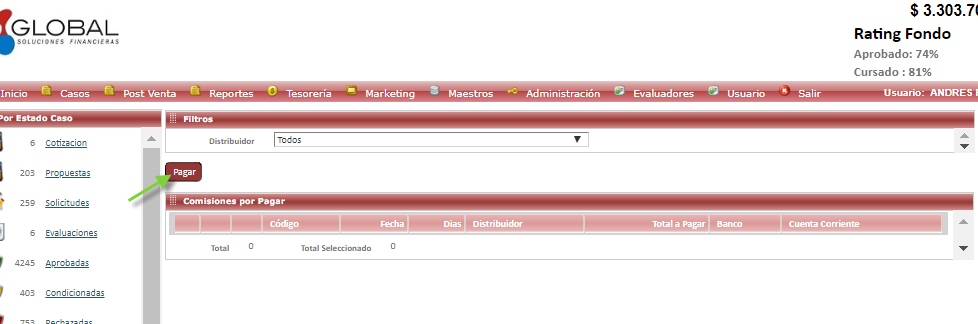 $ 3.303.70
GLOBAL
SOLUCIONES FINANCIERAS
Rating Fondo
Aprobado: 74%
Cursado : 81%
Inicio Casos Post Venta Reportes Tesorería Marketing Maestros Administración Evaluadores Usuario Salir Usuario: ANDRES
Por Estado Caso
6 Cotizacion
203 Propuestas
259 Solicitudes
6 Evaluaciones
4245 Aprobadas
403 Condicionadas
753 Rechazadas
Filtros
Distribuidor Todos
Pagar
Comisiones por Pagar
Código Fecha Dias Distribuidor Total a Pagar Banco Cuenta Corriente
Total 0 Total Seleccionado 0